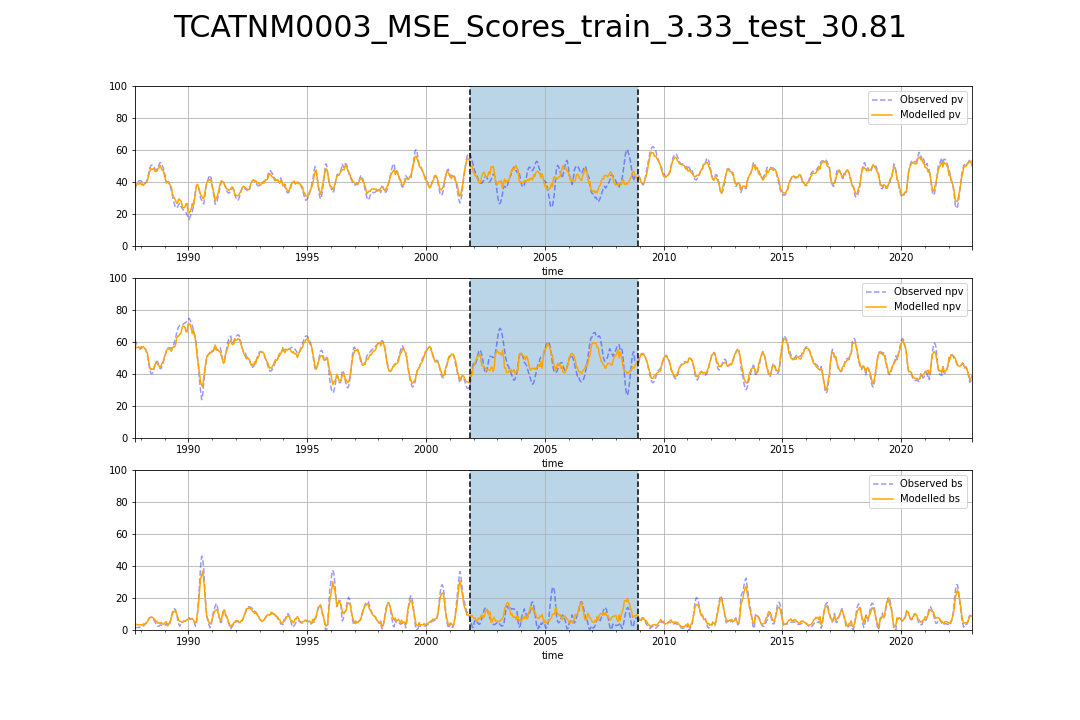 TCATNM0003_MSE_Scores_train_3.33_test_30.81
100
80
60
40
20
0
Observed pv
Modelled pv
1990 1995 2000 2005 2010 2015 2020
time
100
80
60
40
20
0
Observed npv
Modelled npv
1990 1995 2000 2005 2010 2015 2020
time
100
80
60
40
20
0
Observed bs
Modelled bs
1990 1995 2000 2005 2010 2015 2020
time